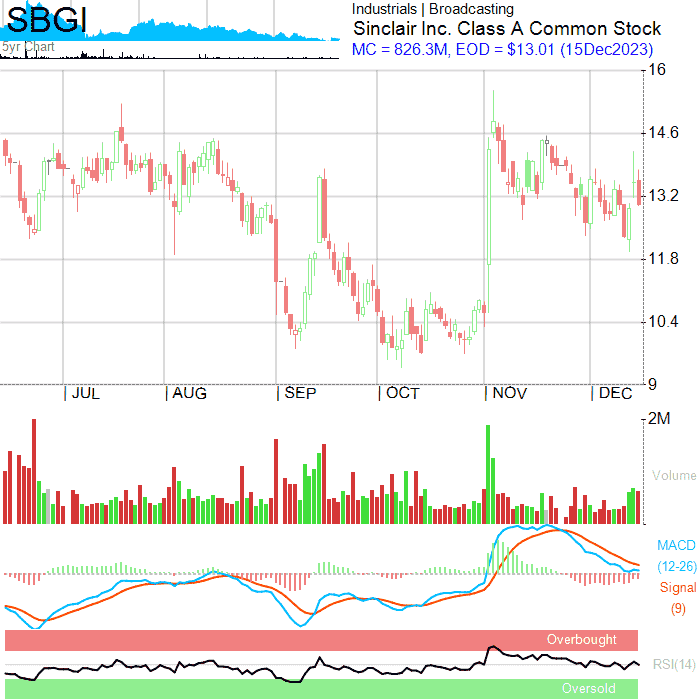 SBGI
5yr Chart
Industrials | Broadcasting
Sinclair Inc. Class A Common Stock
MC = 826.3M, EOD = $13.01 (15Dec2023)
16
14.6
13.2
11.8
10.4
9
| JUL | AUG | SEP | OCT | NOV | DEC
2M
Volume
MACD
(12-26)
Signal
(9)
Overbought
RSI(14)
Oversold